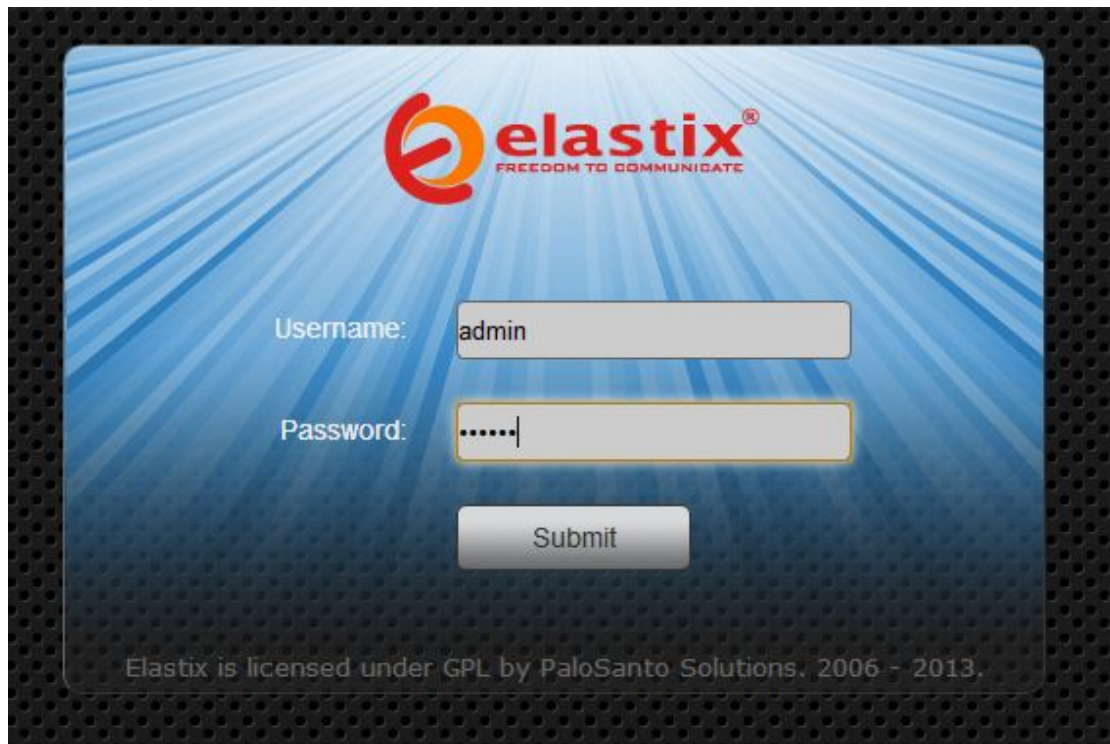 elastix®
FREEDOM TO COMMUNICATE
Username: admin
Password: ••••••
Submit
Elastix is licensed under GPL by PaloSanto Solutions. 2006 - 2013.